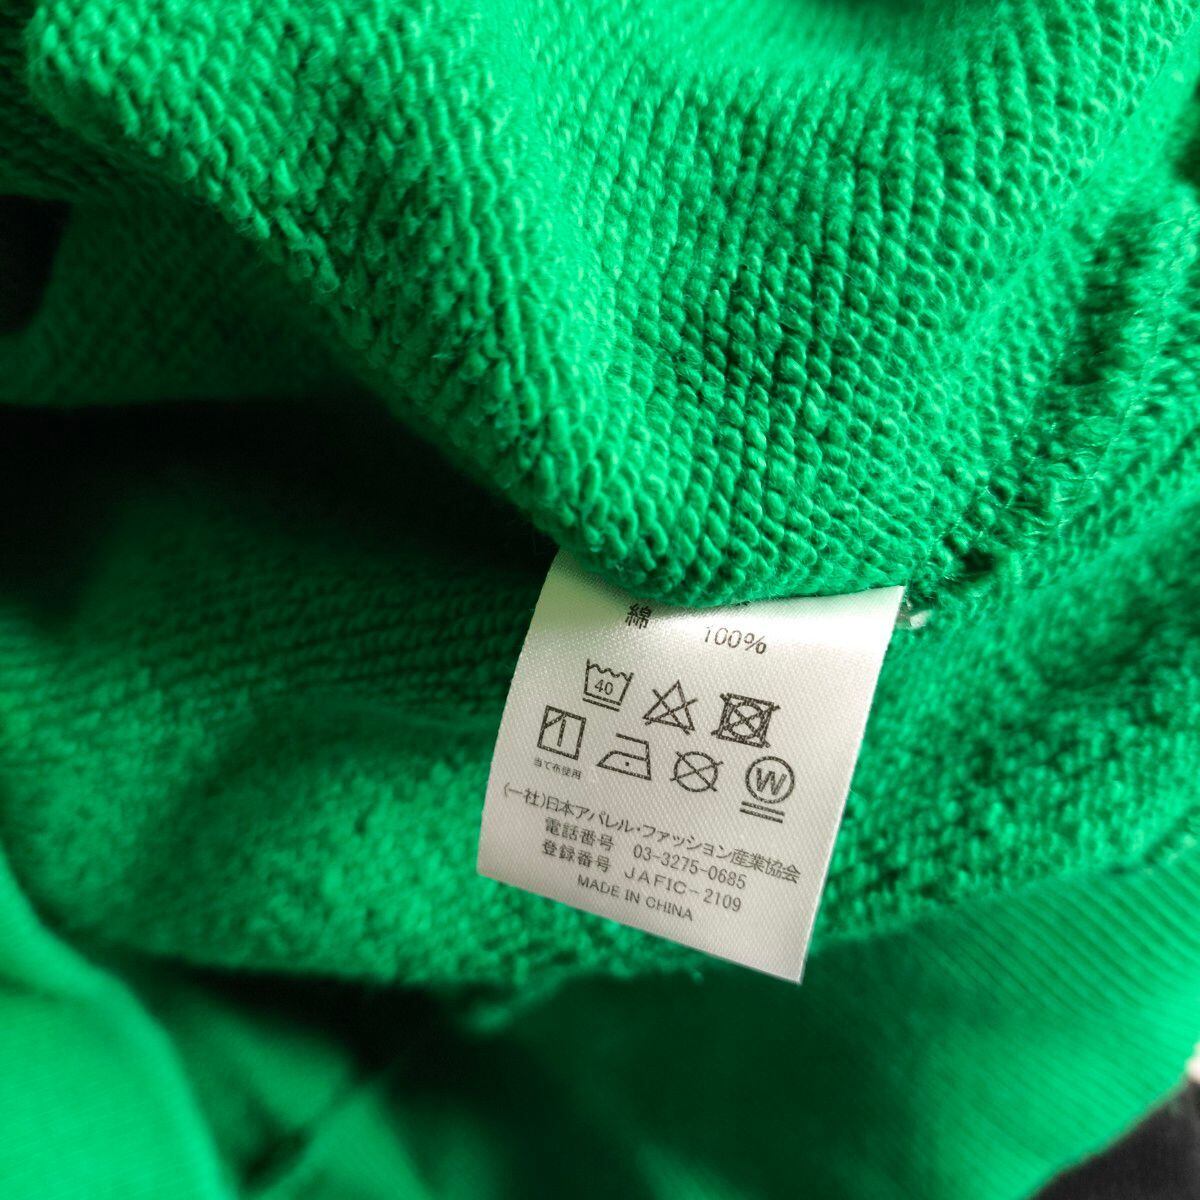 綿 100%
40
当て布使用
W
(一社)日本アパレル・ファッション産業協会
電話番号 03-3275-0685
登録番号 JAFIC-2109
MADE IN CHINA